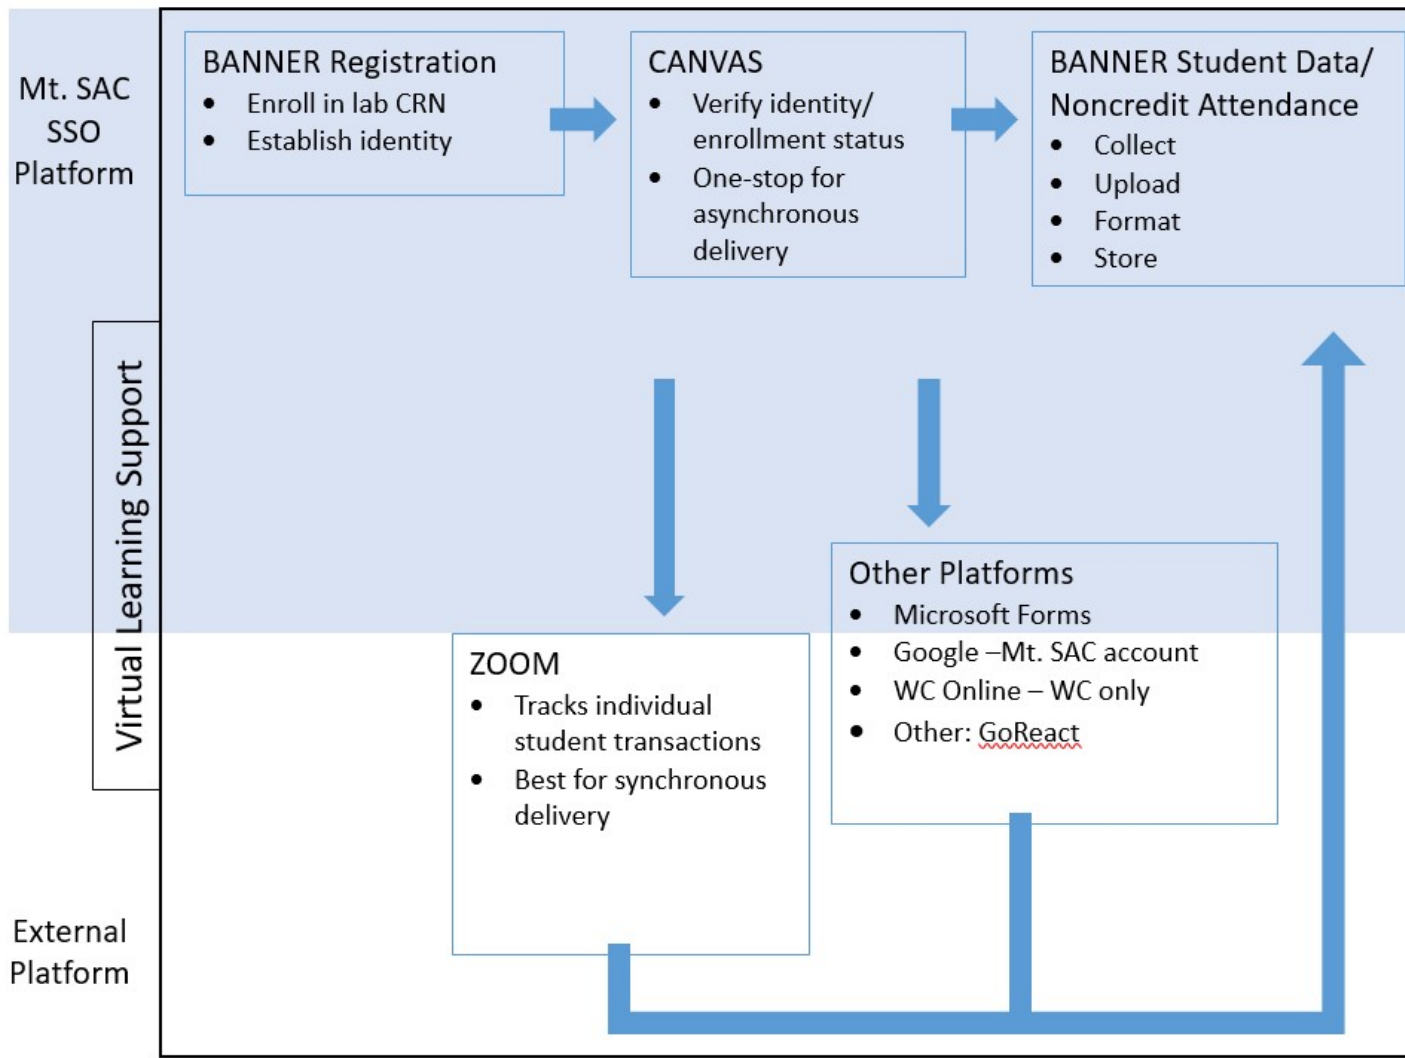 Mt. SAC
SSO
Platform
BANNER Registration
• Enroll in lab CRN
• Establish identity
CANVAS
• Verify identity/
enrollment status
• One-stop for
asynchronous
delivery
BANNER Student Data/
Noncredit Attendance
• Collect
• Upload
• Format
• Store
Virtual Learning Support
Other Platforms
• Microsoft Forms
• Google –Mt. SAC account
• WC Online – WC only
• Other: GoReact
ZOOM
• Tracks individual
student transactions
• Best for synchronous
delivery
External
Platform